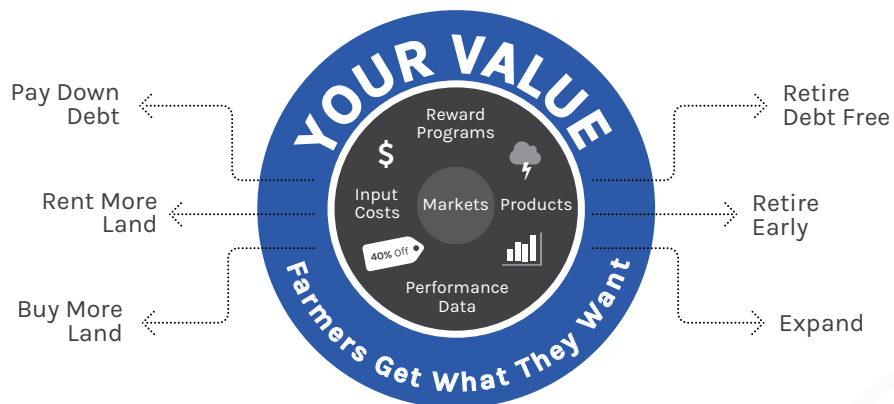 YOUR VALUE
Pay Down
Debt
Rent More
Land
Buy More
Land
Reward
Programs
$
Input
Costs
Markets
Products
40% Off
Performance
Data
Farmers Get What They Want
Retire
Debt Free
Retire
Early
Expand